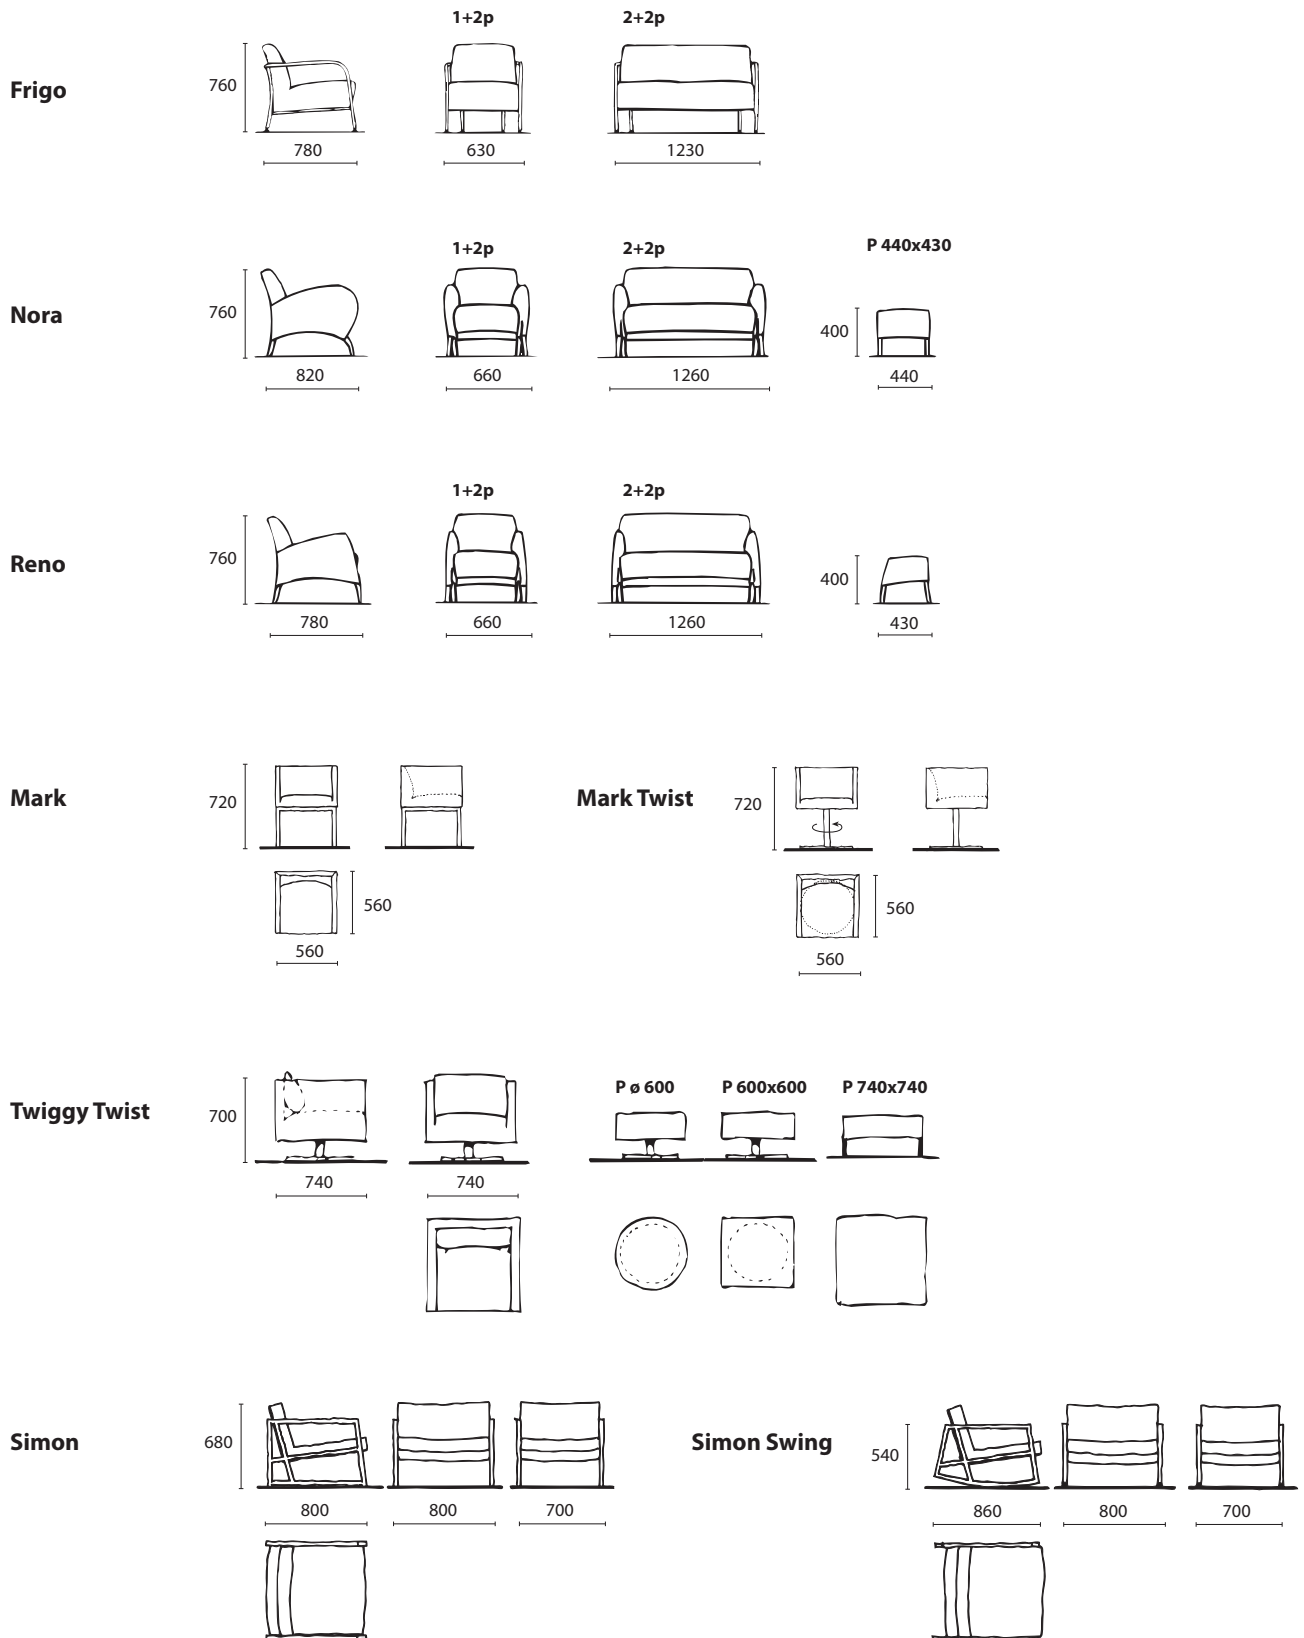 1+2p 2+2p
Frigo 760
780 630 1230
1+2p 2+2p P 440x430
Nora 760 400
820 660 1260 440
1+2p 2+2p
Reno 760 400
780 660 1260 430
Mark 720 Mark Twist 720
560 560
560 560
P ø 600 P 600x600 P 740x740
Twiggy Twist 700
740 740
Simon 680 Simon Swing 540
800 800 700 860 800 700